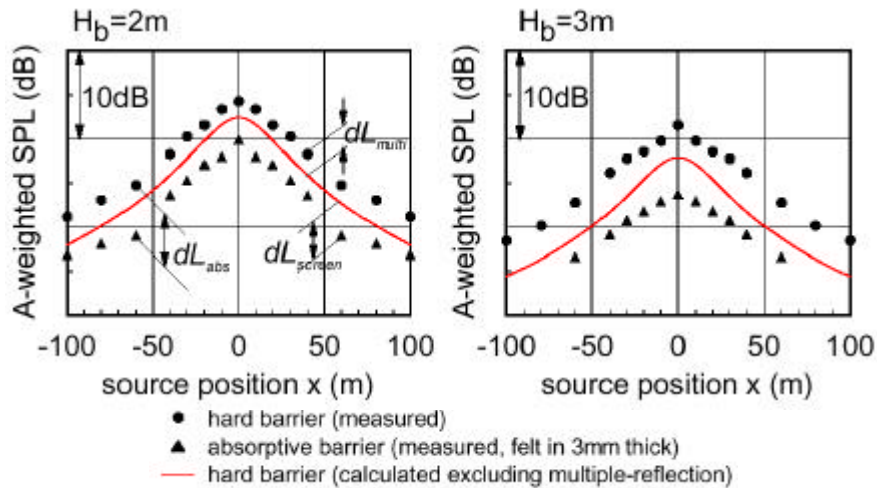 H_b=2m
H_b=3m
A-weighted SPL (dB)
10dB
dL_multi
dL_abs
dL_screen
-100 -50 0 50 100
source position x (m)
A-weighted SPL (dB)
10dB
-100 -50 0 50 100
source position x (m)
● hard barrier (measured)
▲ absorptive barrier (measured, felt in 3mm thick)
— hard barrier (calculated excluding multiple-reflection)